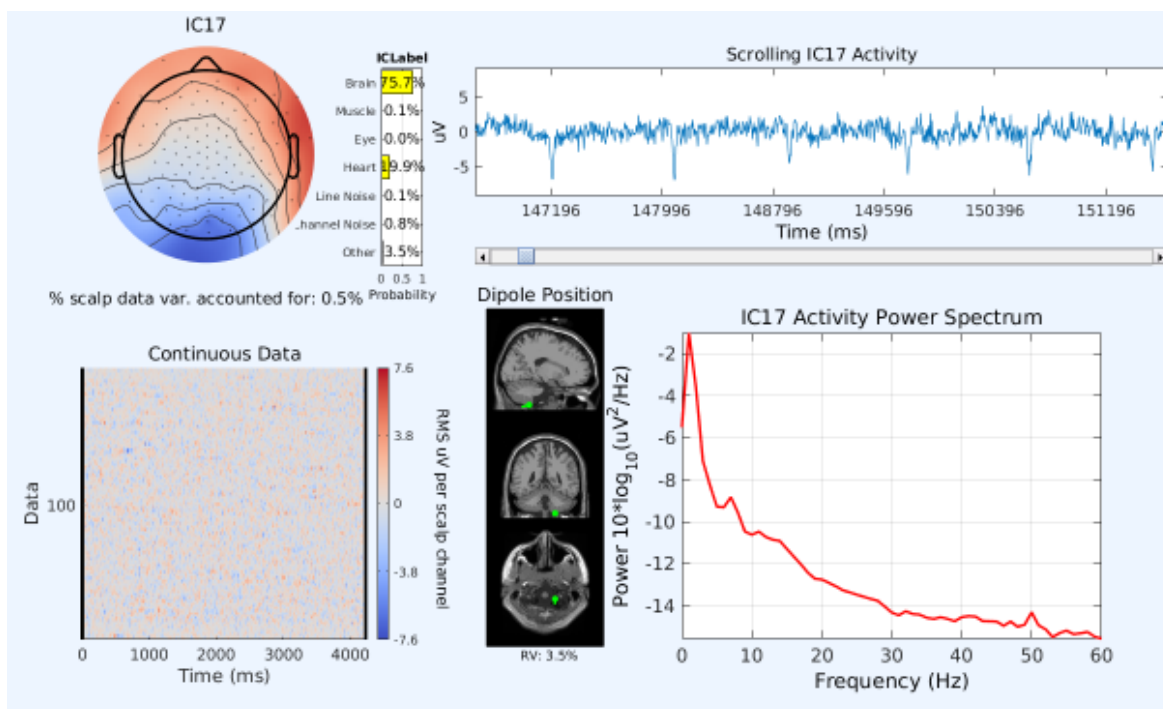 IC17
ICLabel
Brain 75.7%
Muscle 0.1%
Eye 0.0%
Heart 19.9%
Line Noise 0.1%
hannel Noise 0.8%
Other 3.5%
0 0.5 1
Probability
% scalp data var. accounted for: 0.5%
Scrolling IC17 Activity
uV
5
0
-5
147196 147996 148796 149596 150396 151196
Time (ms)
Continuous Data
Data
100
0 1000 2000 3000 4000
Time (ms)
7.6
3.8
0
-3.8
-7.6
RMS uV per scalp channel
Dipole Position
RV: 3.5%
IC17 Activity Power Spectrum
Power 10*log10(uV2/Hz)
-2
-4
-6
-8
-10
-12
-14
0 10 20 30 40 50 60
Frequency (Hz)